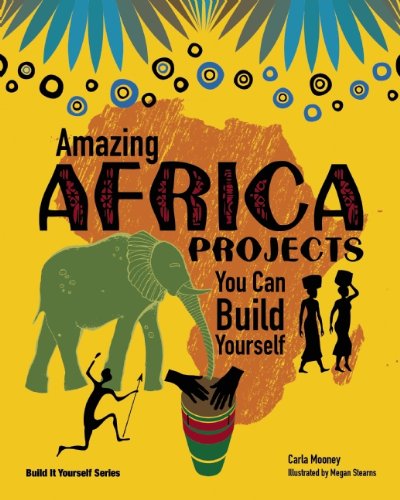 Amazing
AFRICA
PROJECTS
You Can
Build
Yourself
Carla Mooney
Illustrated by Megan Stearns
Build It Yourself Series